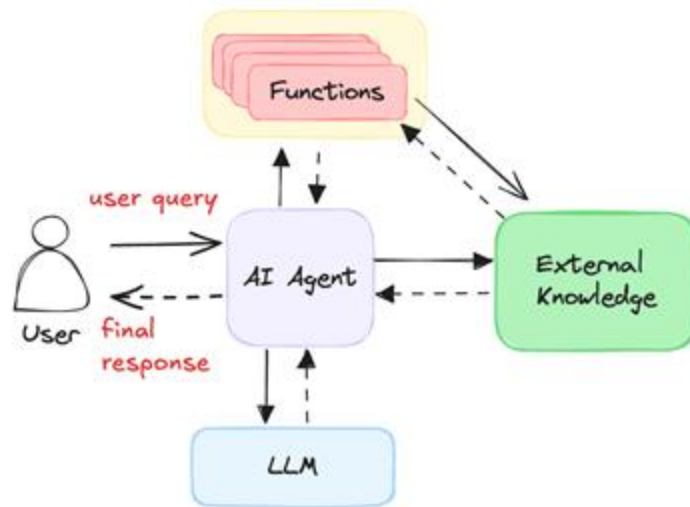 Functions
user query
AI Agent
External
Knowledge
User
final
response
LLM